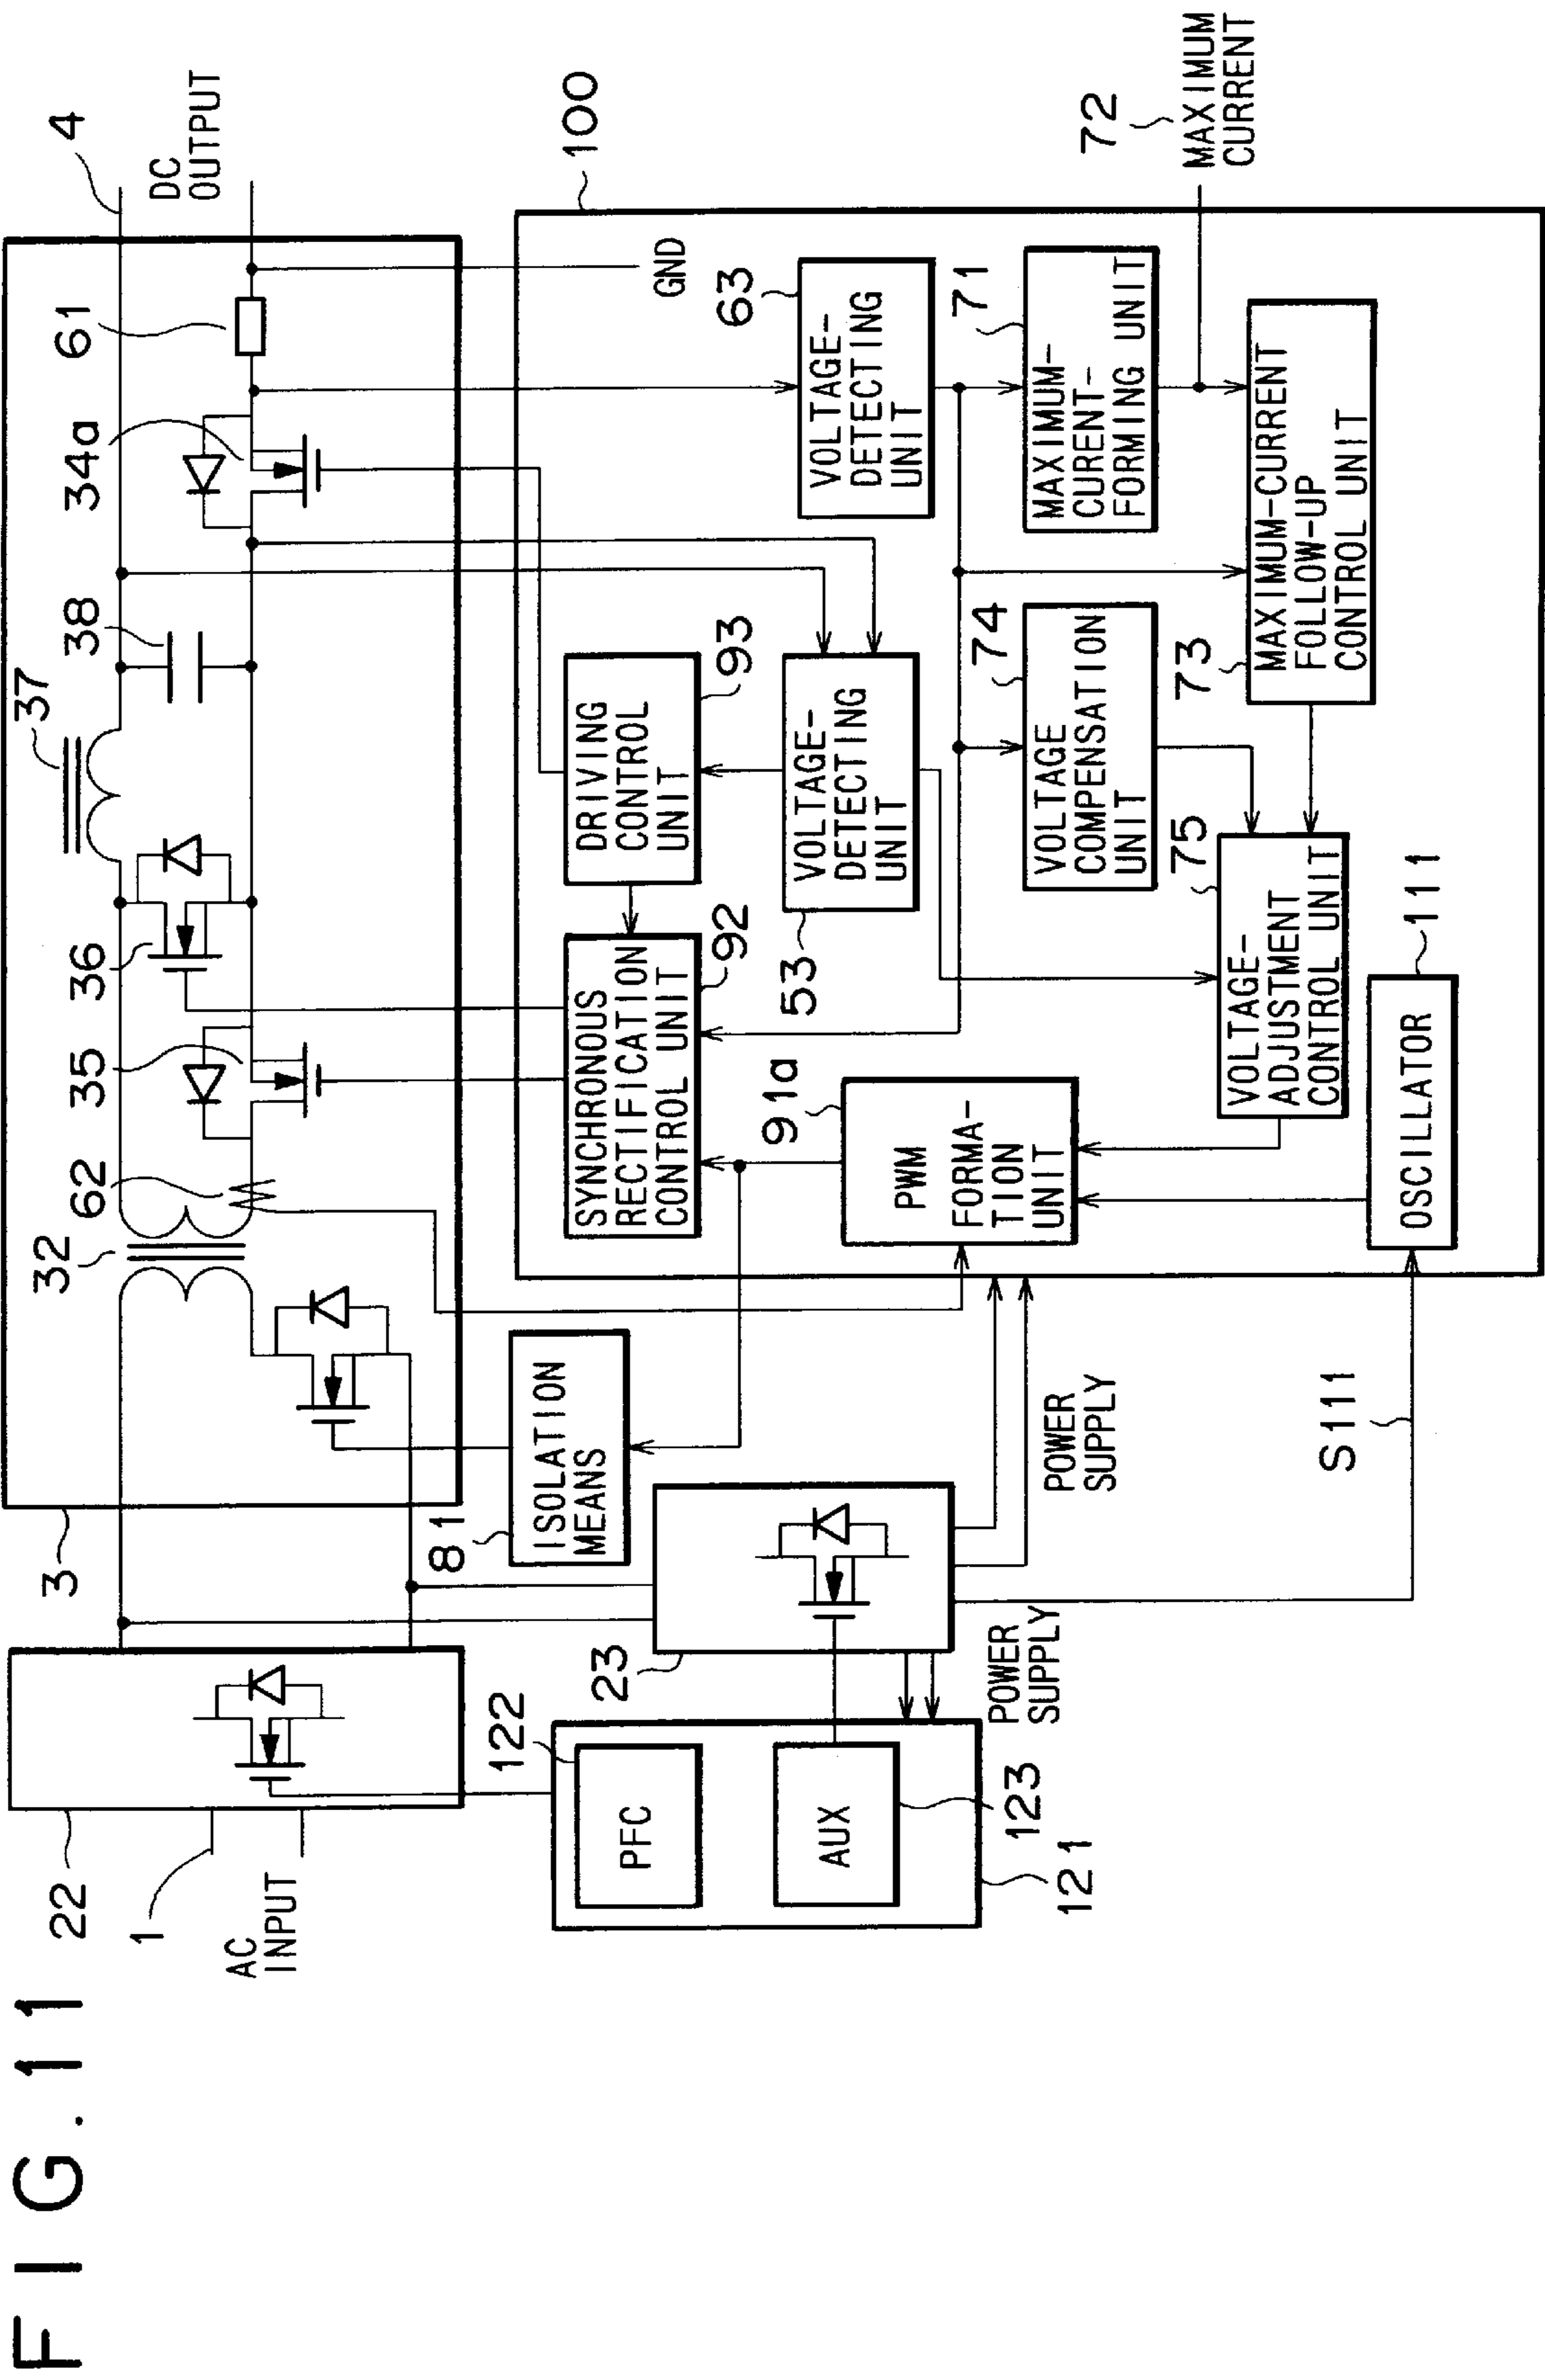 FIG. 11
22
1
AC
INPUT
3
32
62
35
36
37
38
34a
61
4
DC
OUTPUT
122
PFC
AUX
123
121
23
POWER
SUPPLY
81
ISOLATION
MEANS
POWER
SUPPLY
S111
SYNCHRONOUS
RECTIFICATION
CONTROL UNIT
92
DRIVING
CONTROL
UNIT
93
GND
100
91a
PWM
FORMA-
TION
UNIT
53
VOLTAGE-
DETECTING
UNIT
63
VOLTAGE-
DETECTING
UNIT
74
VOLTAGE
COMPENSATION
UNIT
71
MAXIMUM-
CURENT-
FORMING UNIT
72
MAXIMUM
CURRENT
75
VOLTAGE-
ADJUSTMENT
CONTROL UNIT
73
MAXIMUM-CURRENT
FOLLOW-UP
CONTROL UNIT
OSCILLATOR
111